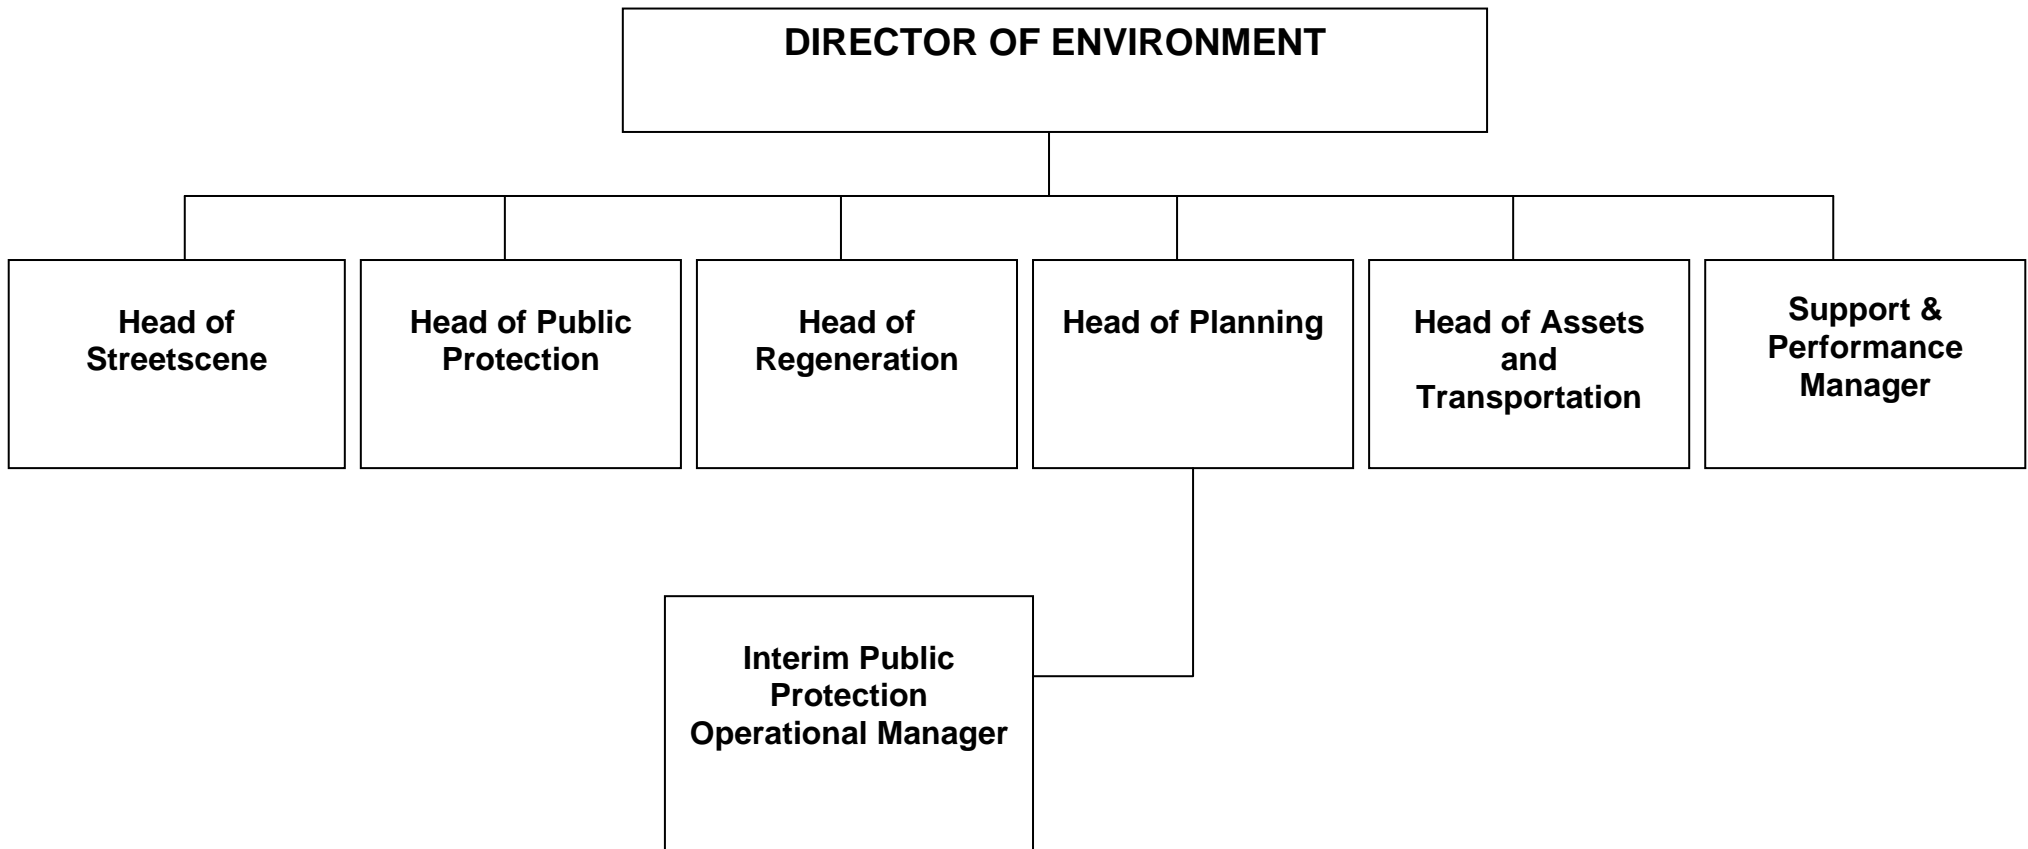 DIRECTOR OF ENVIRONMENT
Head of
Streetscene
Head of Public
Protection
Head of
Regeneration
Head of Planning
Head of Assets
and
Transportation
Support &
Performance
Manager
Interim Public
Protection
Operational Manager